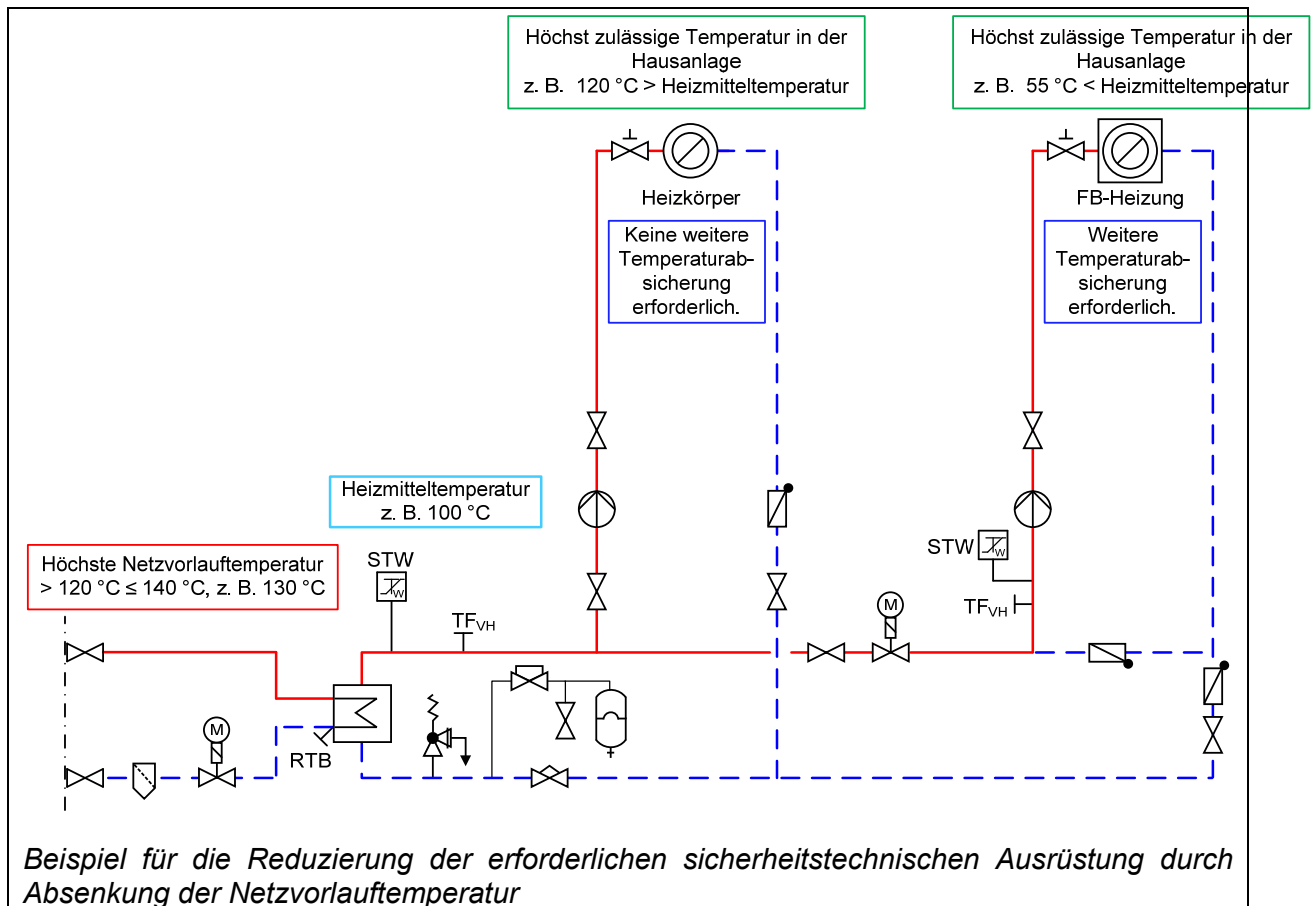 Höchst zulässige Temperatur in der
Hausanlage
z. B. 120 °C > Heizmitteltemperatur
Höchst zulässige Temperatur in der
Hausanlage
z. B. 55 °C < Heizmitteltemperatur
Heizkörper
FB-Heizung
Keine weitere
Temperaturab-
sicherung
erforderlich.
Weitere
Temperaturab-
sicherung
erforderlich.
Heizmitteltemperatur
z. B. 100 °C
Höchste Netzvorlauftemperatur
> 120 °C ≤ 140 °C, z. B. 130 °C
STW
W
TFVH
STW
W
TFVH
M
M
RTB
Beispiel für die Reduzierung der erforderlichen sicherheitstechnischen Ausrüstung durch
Absenkung der Netzvorlauftemperatur